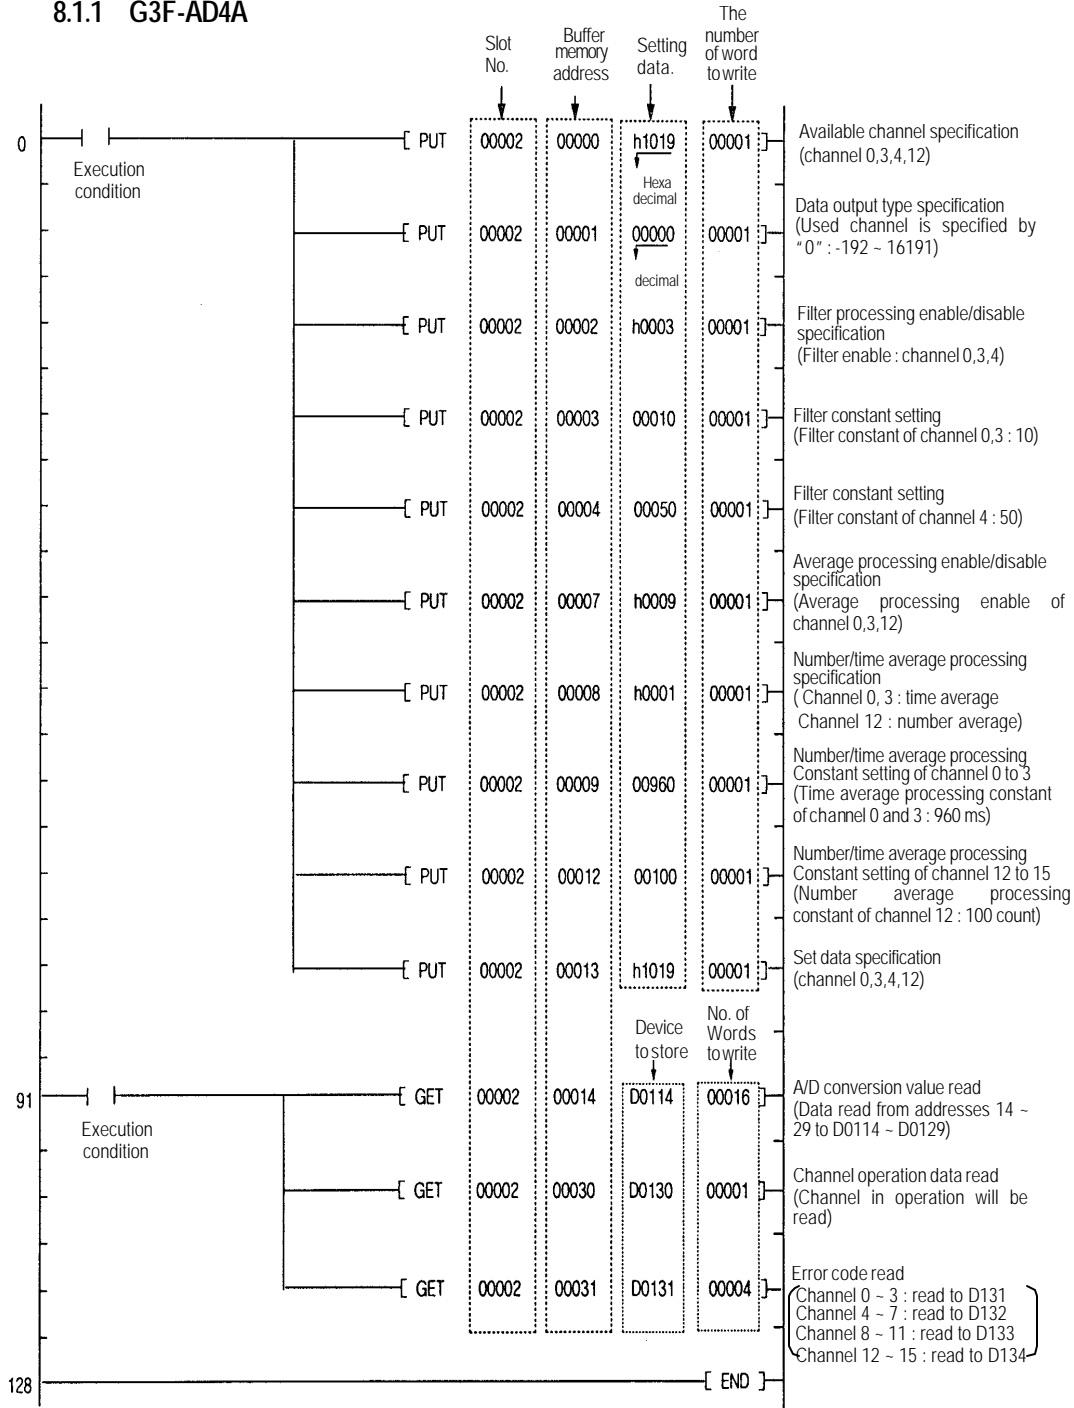 8.1.1 G3F-AD4A
Slot No.
Buffer memory address
Setting data.
The number of word to write
0
Execution condition
[ PUT 00002 00000 h1019 00001 ]
Hexa decimal
Available channel specification
(channel 0,3,4,12)
[ PUT 00002 00001 00000 00001 ]
decimal
Data output type specification
(Used channel is specified by
"0" : -192 ~ 16191)
[ PUT 00002 00002 h0003 00001 ]
Filter processing enable/disable
specification
(Filter enable : channel 0,3,4)
[ PUT 00002 00003 00010 00001 ]
Filter constant setting
(Filter constant of channel 0,3 : 10)
[ PUT 00002 00004 00050 00001 ]
Filter constant setting
(Filter constant of channel 4 : 50)
[ PUT 00002 00007 h0009 00001 ]
Average processing enable/disable
specification
(Average processing enable of
channel 0,3,12)
[ PUT 00002 00008 h0001 00001 ]
Number/time average processing
specification
( Channel 0, 3 : time average
Channel 12 : number average)
[ PUT 00002 00009 00960 00001 ]
Number/time average processing
Constant setting of channel 0 to 3
(Time average processing constant
of channel 0 and 3 : 960 ms)
[ PUT 00002 00012 00100 00001 ]
Number/time average processing
Constant setting of channel 12 to 15
(Number average processing
constant of channel 12 : 100 count)
[ PUT 00002 00013 h1019 00001 ]
Set data specification
(channel 0,3,4,12)
Device to store
No. of Words to write
91
Execution condition
[ GET 00002 00014 D0114 00016 ]
A/D conversion value read
(Data read from addresses 14 ~
29 to D0114 ~ D0129)
[ GET 00002 00030 D0130 00001 ]
Channel operation data read
(Channel in operation will be
read)
[ GET 00002 00031 D0131 00004 ]
Error code read
Channel 0 ~ 3 : read to D131
Channel 4 ~ 7 : read to D132
Channel 8 ~ 11 : read to D133
Channel 12 ~ 15 : read to D134
128
[ END ]